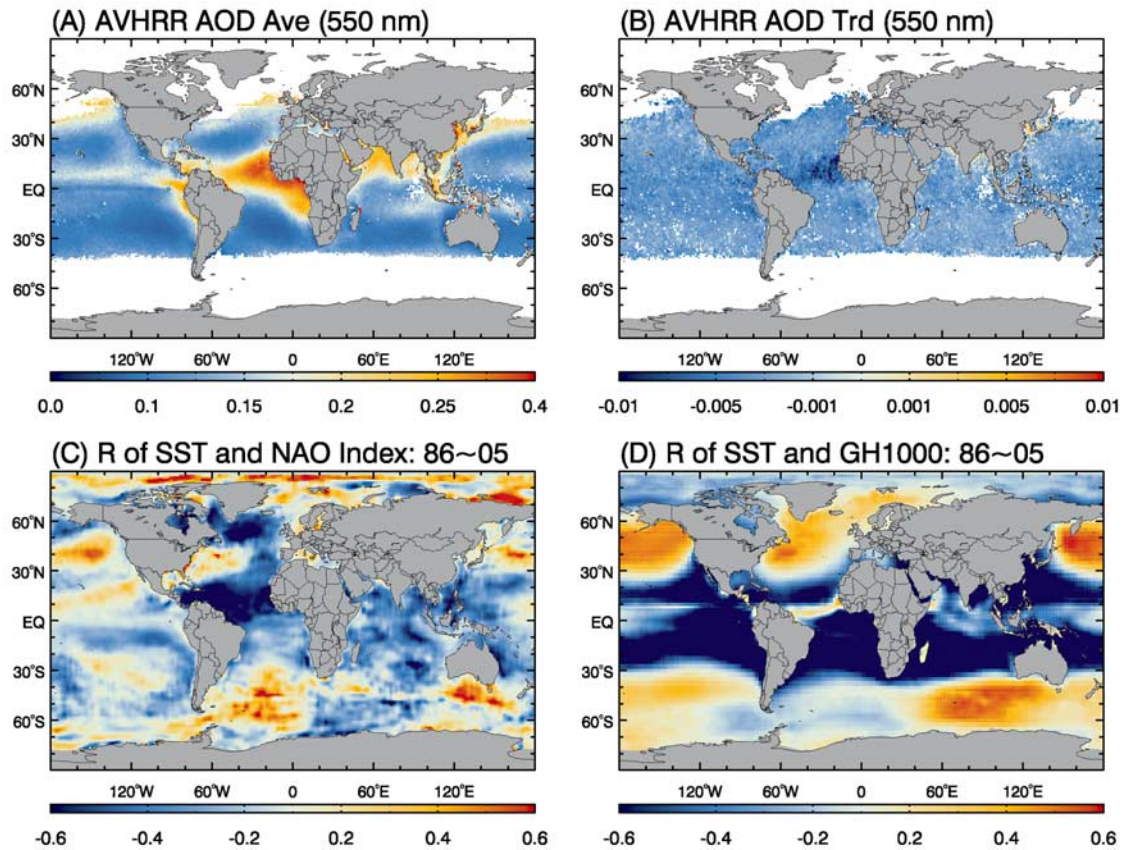 (A) AVHRR AOD Ave (550 nm)
60°N
30°N
EQ
30°S
60°S
120°W 60°W 0 60°E 120°E
0.0 0.1 0.15 0.2 0.25 0.4
(B) AVHRR AOD Trd (550 nm)
60°N
30°N
EQ
30°S
60°S
120°W 60°W 0 60°E 120°E
-0.01 -0.005 -0.001 0.001 0.005 0.01
(C) R of SST and NAO Index: 86~05
60°N
30°N
EQ
30°S
60°S
120°W 60°W 0 60°E 120°E
-0.6 -0.4 -0.2 0.2 0.4 0.6
(D) R of SST and GH1000: 86~05
60°N
30°N
EQ
30°S
60°S
120°W 60°W 0 60°E 120°E
-0.6 -0.4 -0.2 0.2 0.4 0.6